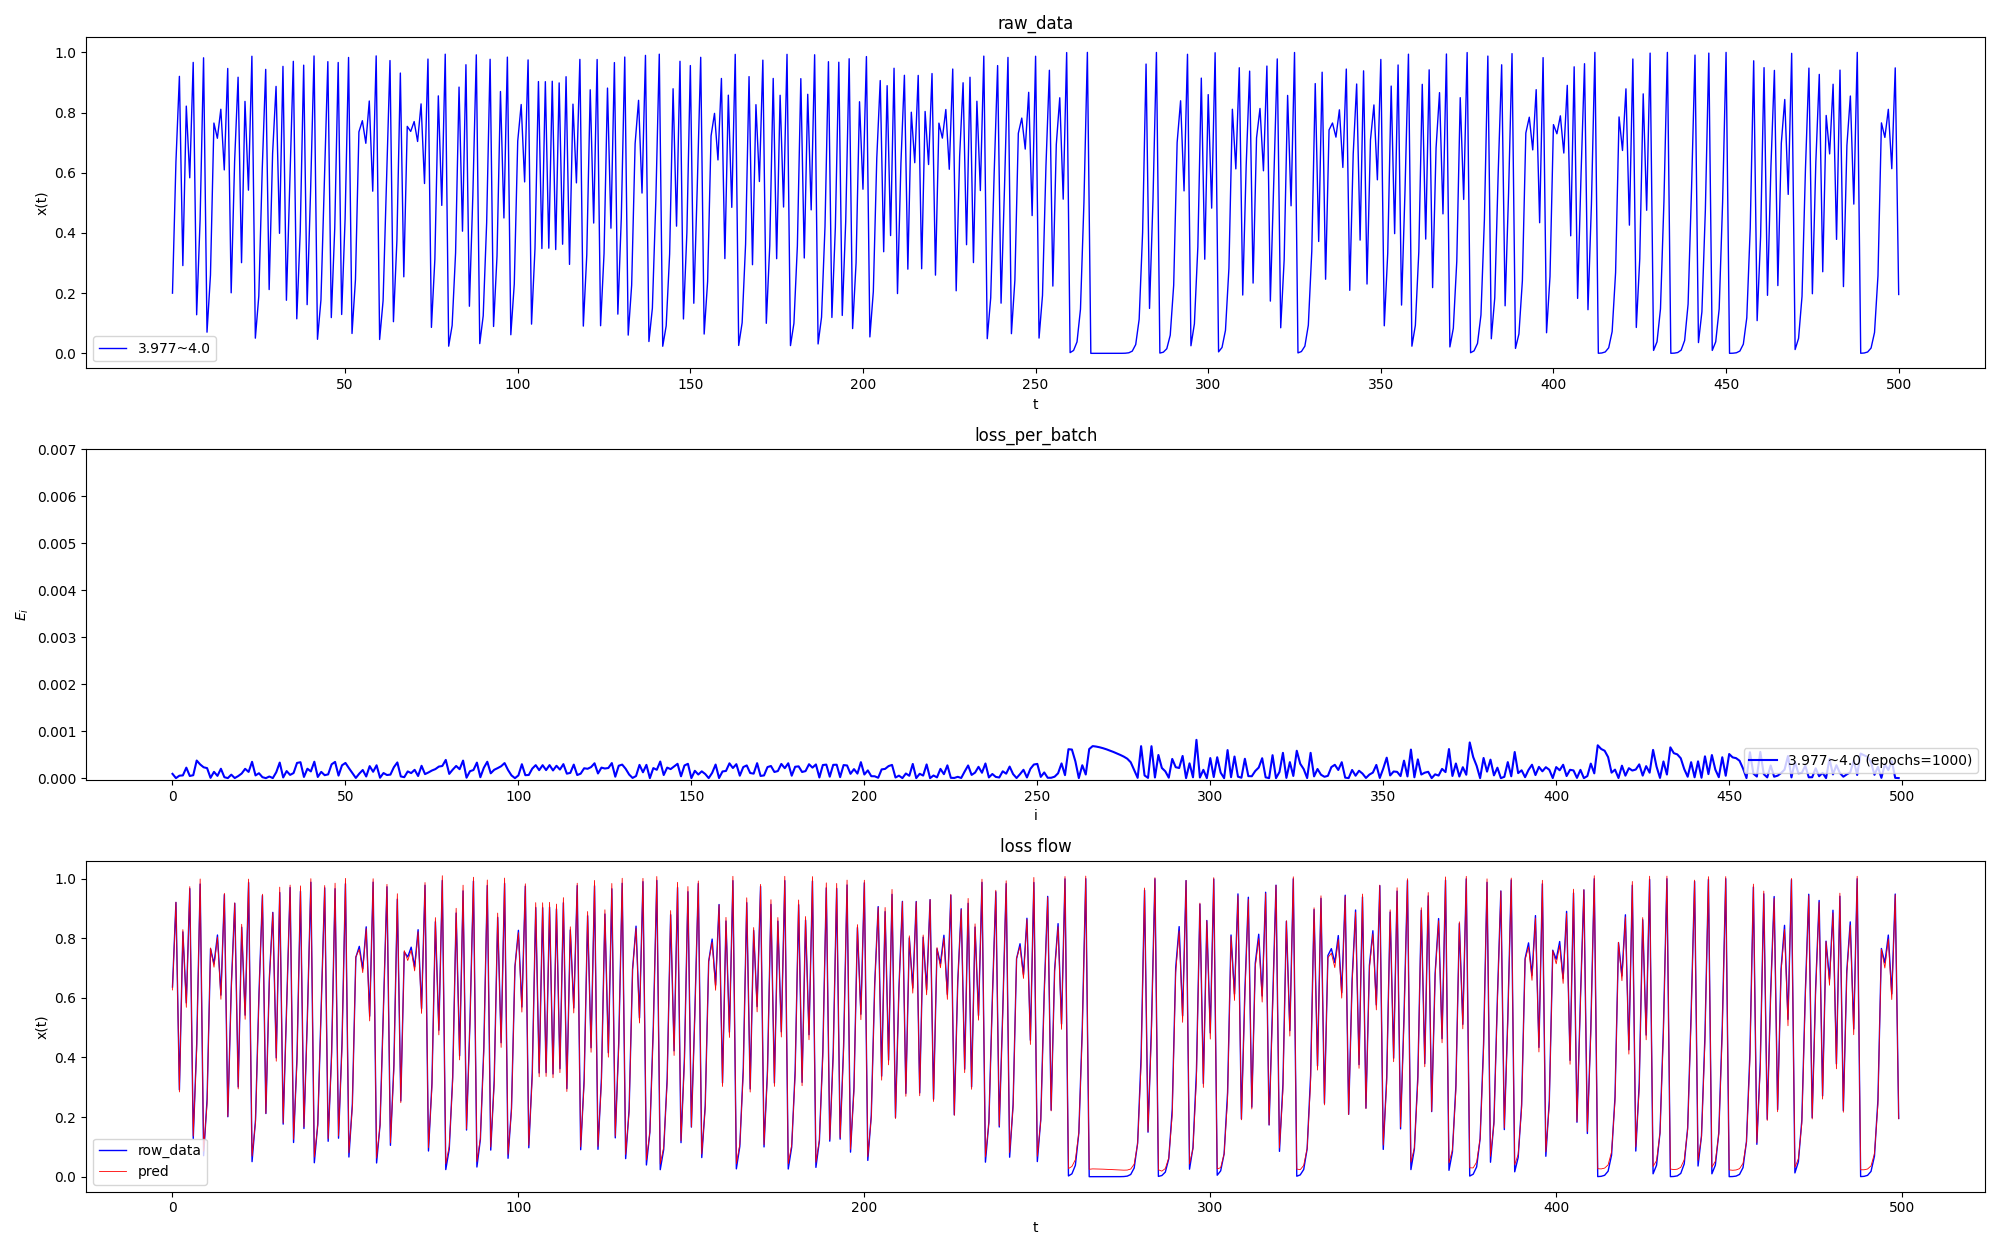 raw_data
x(t)
1.0
0.8
0.6
0.4
0.2
0.0
3.977~4.0
50 100 150 200 250 300 350 400 450 500
t
loss_per_batch
E_i
0.007
0.006
0.005
0.004
0.003
0.002
0.001
0.000
3.977~4.0 (epochs=1000)
0 50 100 150 200 250 300 350 400 450 500
i
loss flow
x(t)
1.0
0.8
0.6
0.4
0.2
0.0
row_data
pred
0 100 200 300 400 500
t